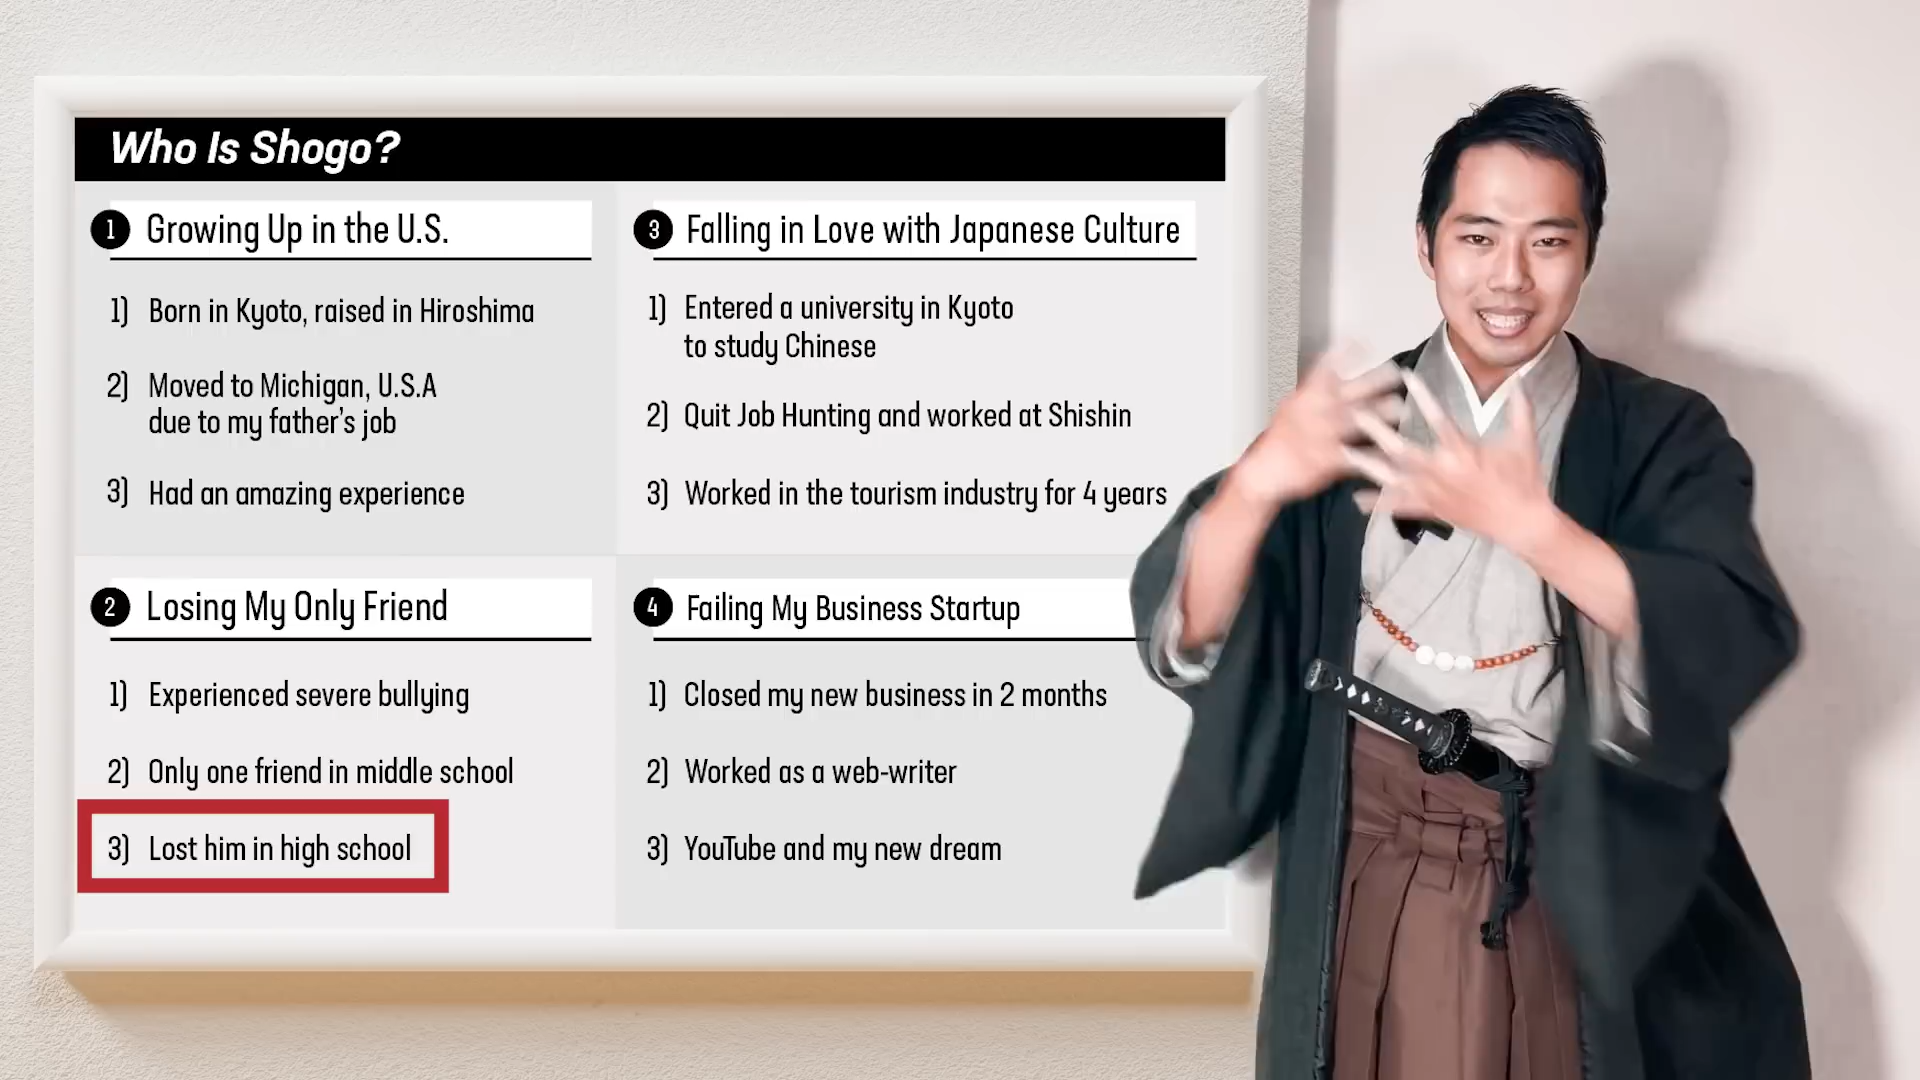 Who Is Shogo?
1 Growing Up in the U.S.
1) Born in Kyoto, raised in Hiroshima
2) Moved to Michigan, U.S.A
due to my father's job
3) Had an amazing experience
2 Losing My Only Friend
1) Experienced severe bullying
2) Only one friend in middle school
3) Lost him in high school
3 Falling in Love with Japanese Culture
1) Entered a university in Kyoto
to study Chinese
2) Quit Job Hunting and worked at Shishin
3) Worked in the tourism industry for 4 years
4 Failing My Business Startup
1) Closed my new business in 2 months
2) Worked as a web-writer
3) YouTube and my new dream